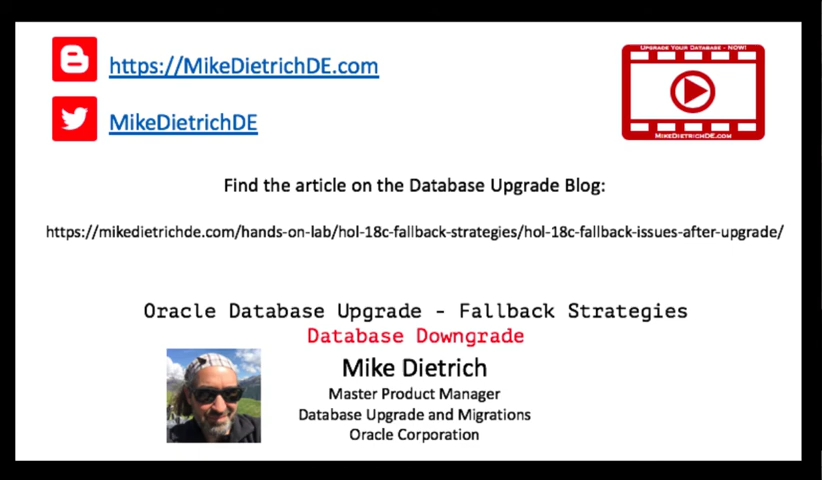 https://MikeDietrichDE.com
UPGRADE YOUR DATABASE - NOW!
MikeDietrichDE
MIKEDIETRICHDE.COM
Find the article on the Database Upgrade Blog:
https://mikedietrichde.com/hands-on-lab/hol-18c-fallback-strategies/hol-18c-fallback-issues-after-upgrade/
Oracle Database Upgrade - Fallback Strategies
Database Downgrade
Mike Dietrich
Master Product Manager
Database Upgrade and Migrations
Oracle Corporation